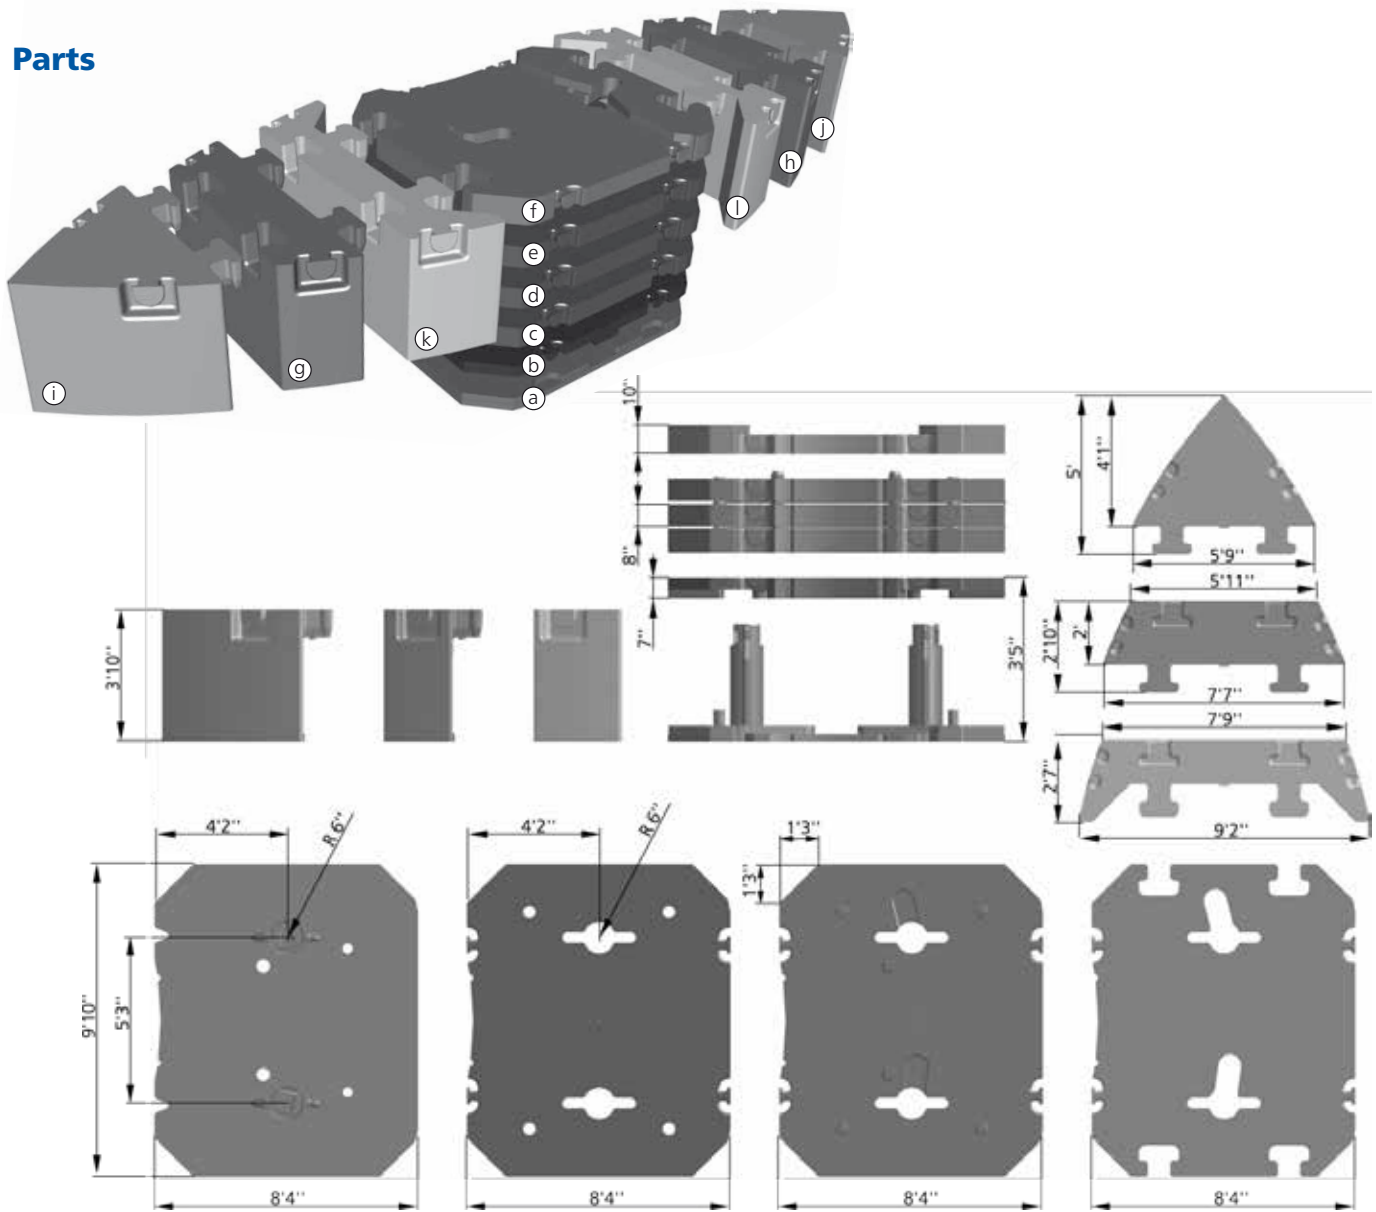 Parts
j
h
l
f
e
d
c
b
a
k
g
i
10"
8"
7"
3'5"
3'10"
5'
4'1"
5'9"
5'11"
2'10"
2'
7'7"
7'9"
2'7"
9'2"
4'2"
R 6"
4'2"
R 6"
1'3"
1'3"
9'10"
5'3"
8'4"
8'4"
8'4"
8'4"